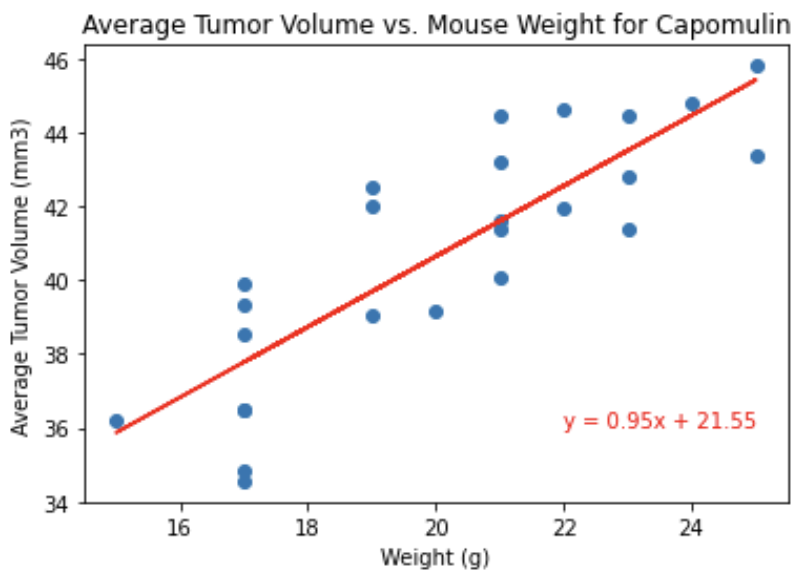 Average Tumor Volume vs. Mouse Weight for Capomulin
46
44
42
40
38
36
34
Average Tumor Volume (mm3)
y = 0.95x + 21.55
16 18 20 22 24
Weight (g)